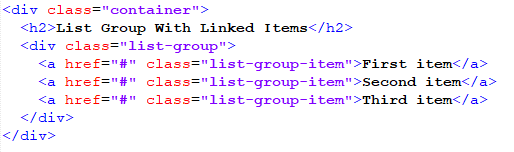 <div class="container">
  <h2>List Group With Linked Items</h2>
  <div class="list-group">
    <a href="#" class="list-group-item">First item</a>
    <a href="#" class="list-group-item">Second item</a>
    <a href="#" class="list-group-item">Third item</a>
  </div>
</div>